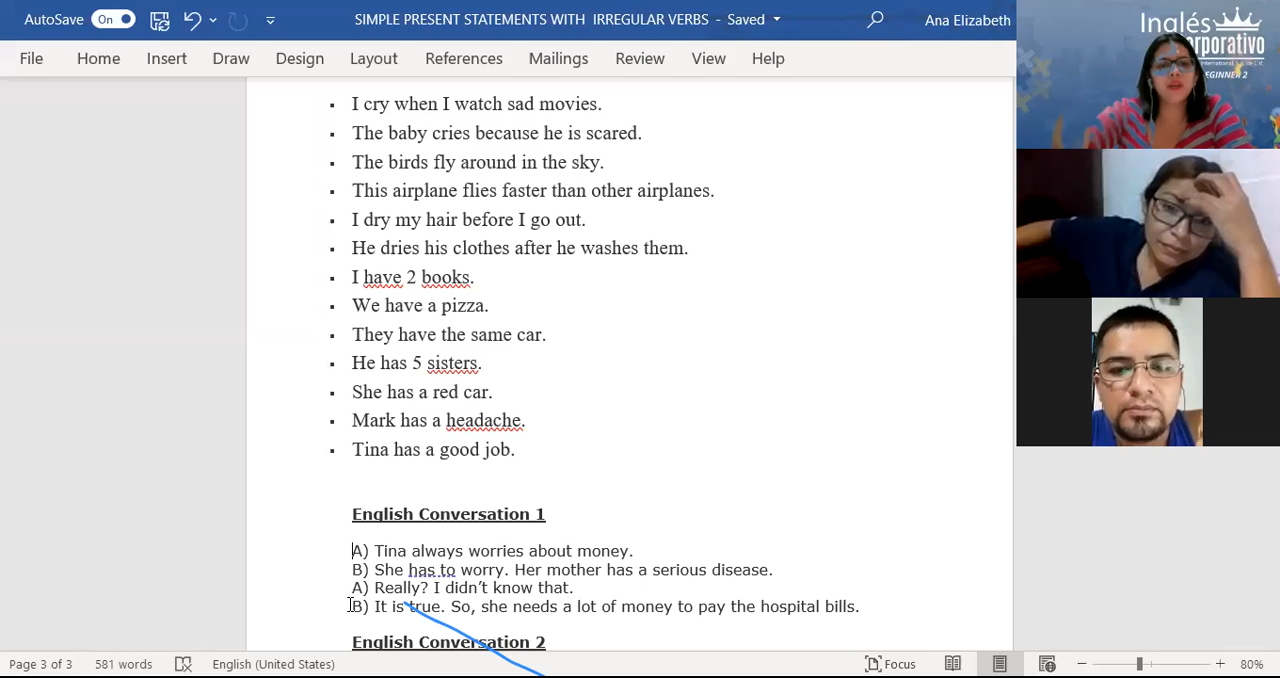 AutoSave On SIMPLE PRESENT STATEMENTS WITH IRREGULAR VERBS - Saved Ana Elizabeth
File Home Insert Draw Design Layout References Mailings Review View Help
Inglés
orporativo
EGINNER 2
▪ I cry when I watch sad movies.
▪ The baby cries because he is scared.
▪ The birds fly around in the sky.
▪ This airplane flies faster than other airplanes.
▪ I dry my hair before I go out.
▪ He dries his clothes after he washes them.
▪ I have 2 books.
▪ We have a pizza.
▪ They have the same car.
▪ He has 5 sisters.
▪ She has a red car.
▪ Mark has a headache.
▪ Tina has a good job.
English Conversation 1
A) Tina always worries about money.
B) She has to worry. Her mother has a serious disease.
A) Really? I didn’t know that.
B) It is true. So, she needs a lot of money to pay the hospital bills.
English Conversation 2
Page 3 of 3 581 words English (United States) Focus 80%